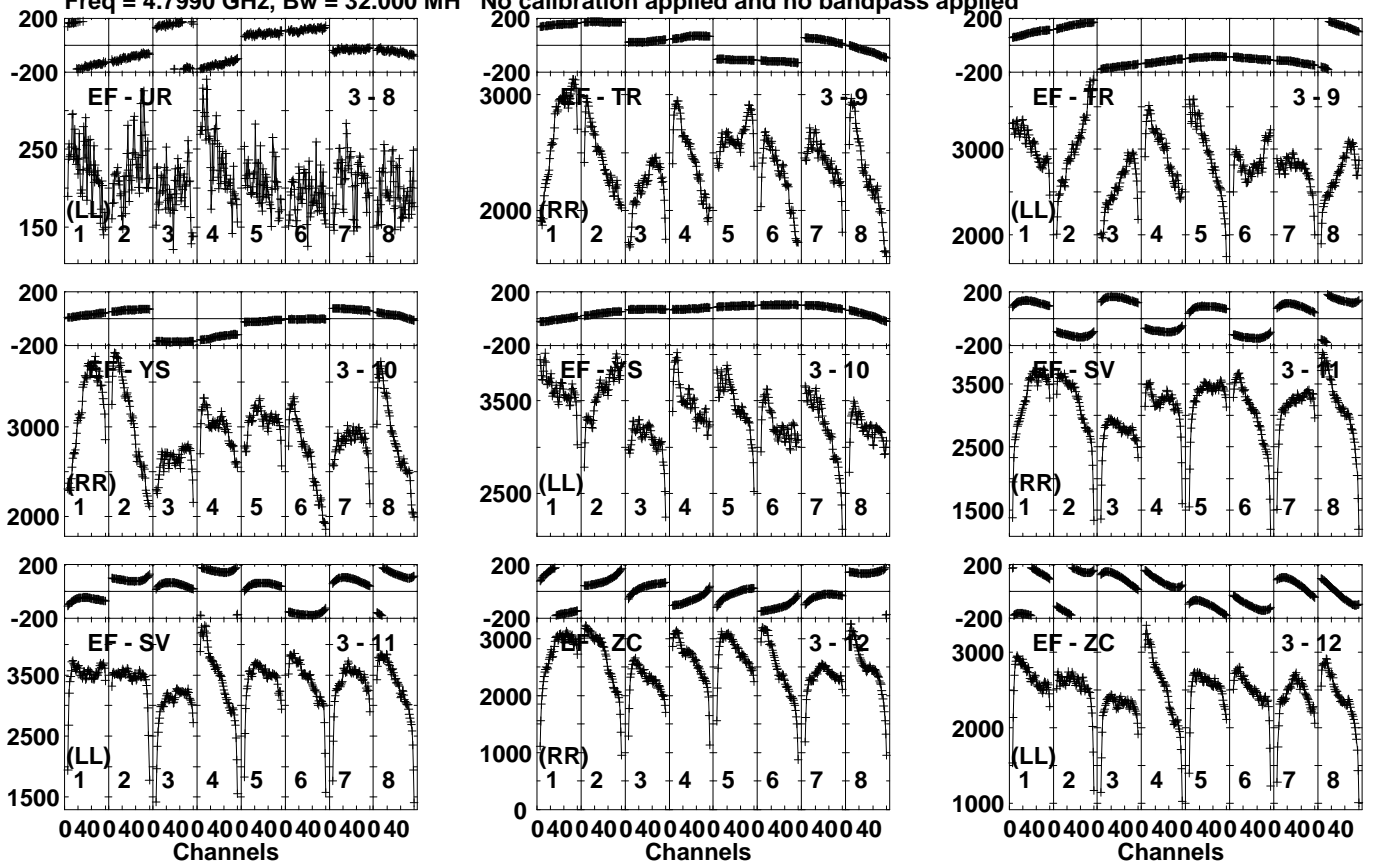 Freq = 4.7990 GHz, Bw = 32.000 MH No calibration applied and no bandpass applied
200
-200
EF - UR 3 - 8
250
150
(LL)
1 2 3 4 5 6 7 8
200
-200
EF - TR 3 - 9
3000
2000
(RR)
1 2 3 4 5 6 7 8
200
-200
EF - TR 3 - 9
3000
2000
(LL)
1 2 3 4 5 6 7 8
200
-200
EF - YS 3 - 10
3000
2000
(RR)
1 2 3 4 5 6 7 8
200
-200
EF - YS 3 - 10
3500
2500
(LL)
1 2 3 4 5 6 7 8
200
-200
EF - SV 3 - 11
3500
2500
1500
(RR)
1 2 3 4 5 6 7 8
200
-200
EF - SV 3 - 11
3500
2500
1500
(LL)
1 2 3 4 5 6 7 8
0 40 0 40 0 40 0 40 0 40 0 40 0 40 0 40
Channels
200
-200
EF - ZC 3 - 12
3000
2000
1000
0
(RR)
1 2 3 4 5 6 7 8
0 40 0 40 0 40 0 40 0 40 0 40 0 40 0 40
Channels
200
-200
EF - ZC 3 - 12
3000
2000
1000
(LL)
1 2 3 4 5 6 7 8
0 40 0 40 0 40 0 40 0 40 0 40 0 40 0 40
Channels